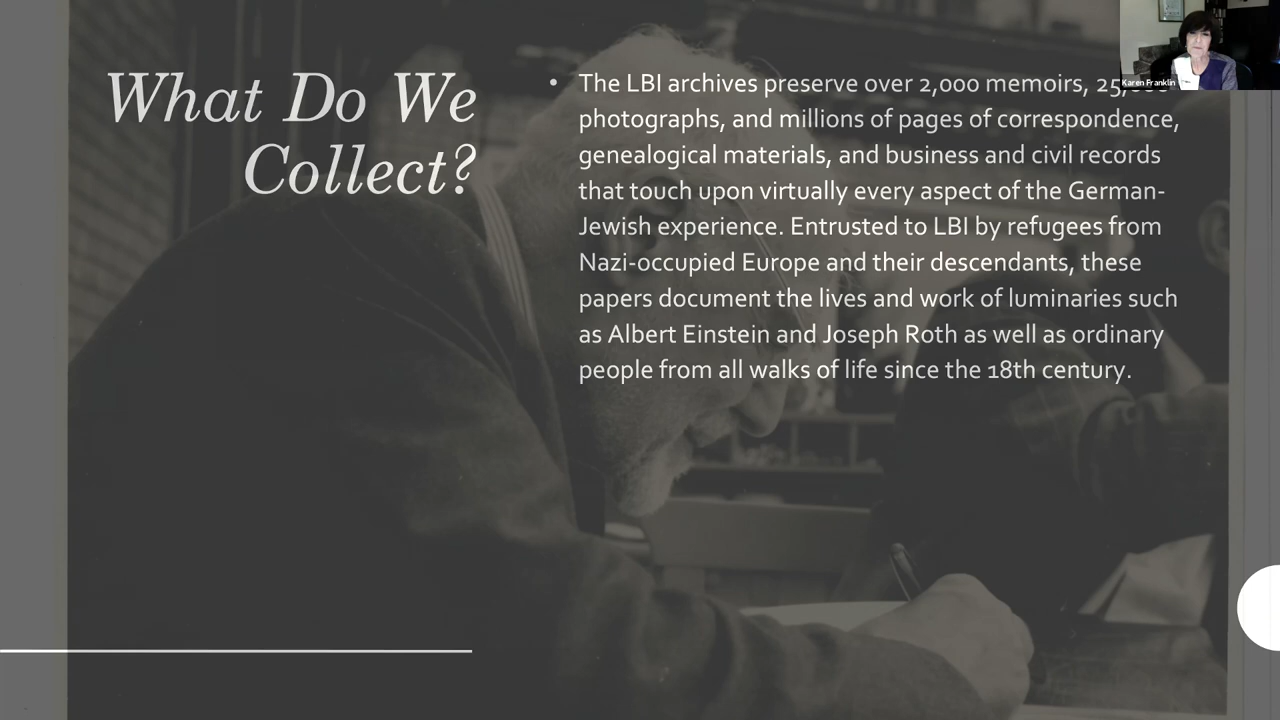 What Do We
Collect?
• The LBI archives preserve over 2,000 memoirs,
photographs, and millions of pages of correspondence,
genealogical materials, and business and civil records
that touch upon virtually every aspect of the German-
Jewish experience. Entrusted to LBI by refugees from
Nazi-occupied Europe and their descendants, these
papers document the lives and work of luminaries such
as Albert Einstein and Joseph Roth as well as ordinary
people from all walks of life since the 18th century.
Karen Franklin